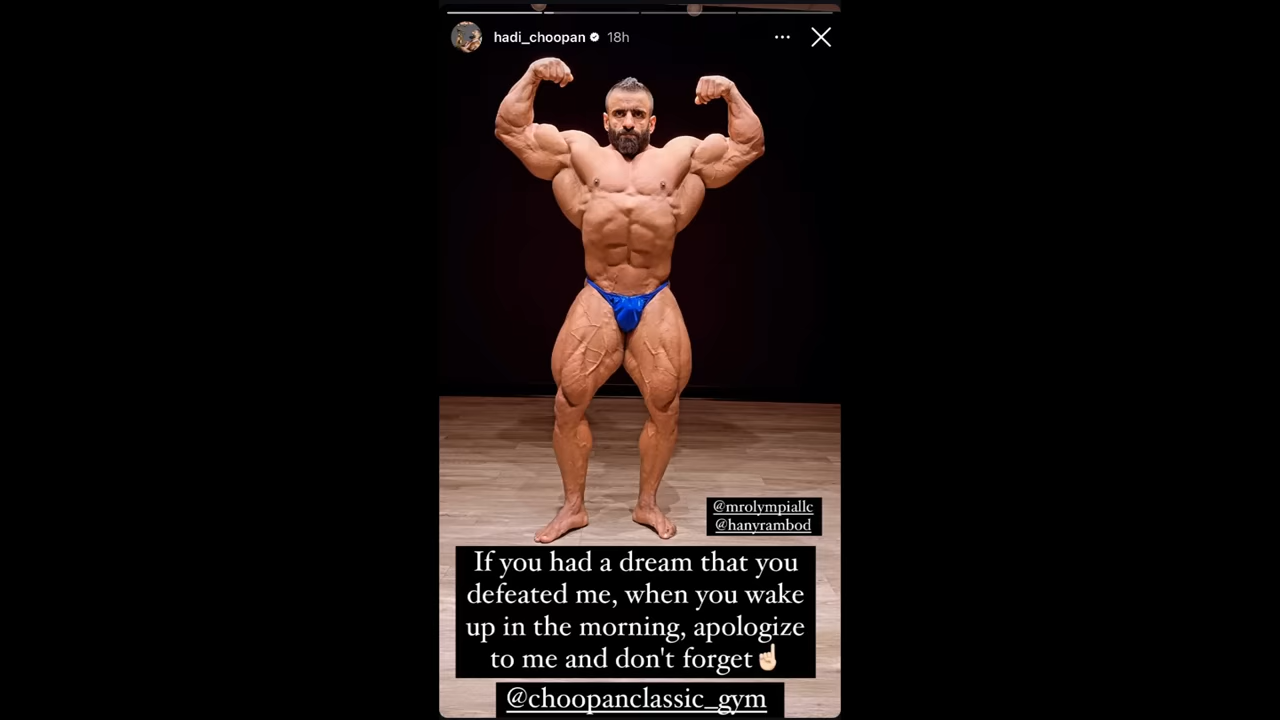 hadi_choopan 18h
@mrolympiallc
@hanyrambod
If you had a dream that you
defeated me, when you wake
up in the morning, apologize
to me and don't forget☝🏻
@choopanclassic_gym